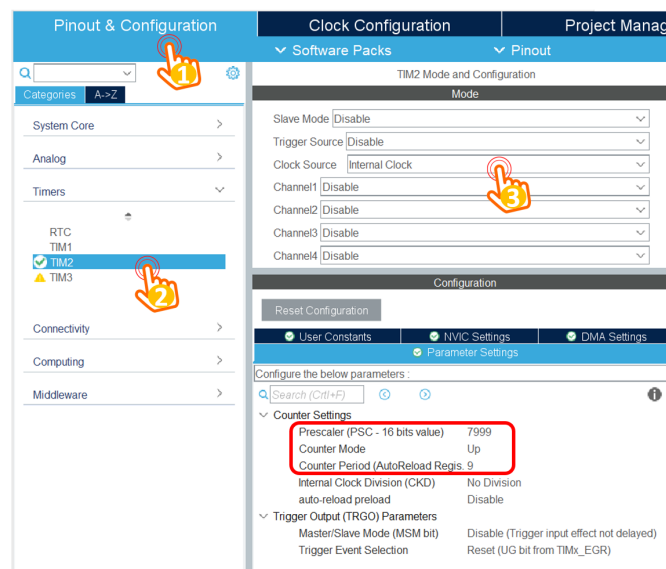 Pinout & Configuration
Clock Configuration
Project Manag
Software Packs
Pinout
1
Categories A->Z
System Core
Analog
Timers
RTC
TIM1
TIM2
TIM3
2
Connectivity
Computing
Middleware
TIM2 Mode and Configuration
Mode
Slave Mode Disable
Trigger Source Disable
Clock Source Internal Clock
3
Channel1 Disable
Channel2 Disable
Channel3 Disable
Channel4 Disable
Configuration
Reset Configuration
User Constants NVIC Settings DMA Settings
Parameter Settings
Configure the below parameters :
Search (Crtl+F)
Counter Settings
Prescaler (PSC - 16 bits value) 7999
Counter Mode Up
Counter Period (AutoReload Regis. 9
Internal Clock Division (CKD) No Division
auto-reload preload Disable
Trigger Output (TRGO) Parameters
Master/Slave Mode (MSM bit) Disable (Trigger input effect not delayed)
Trigger Event Selection Reset (UG bit from TIMx_EGR)